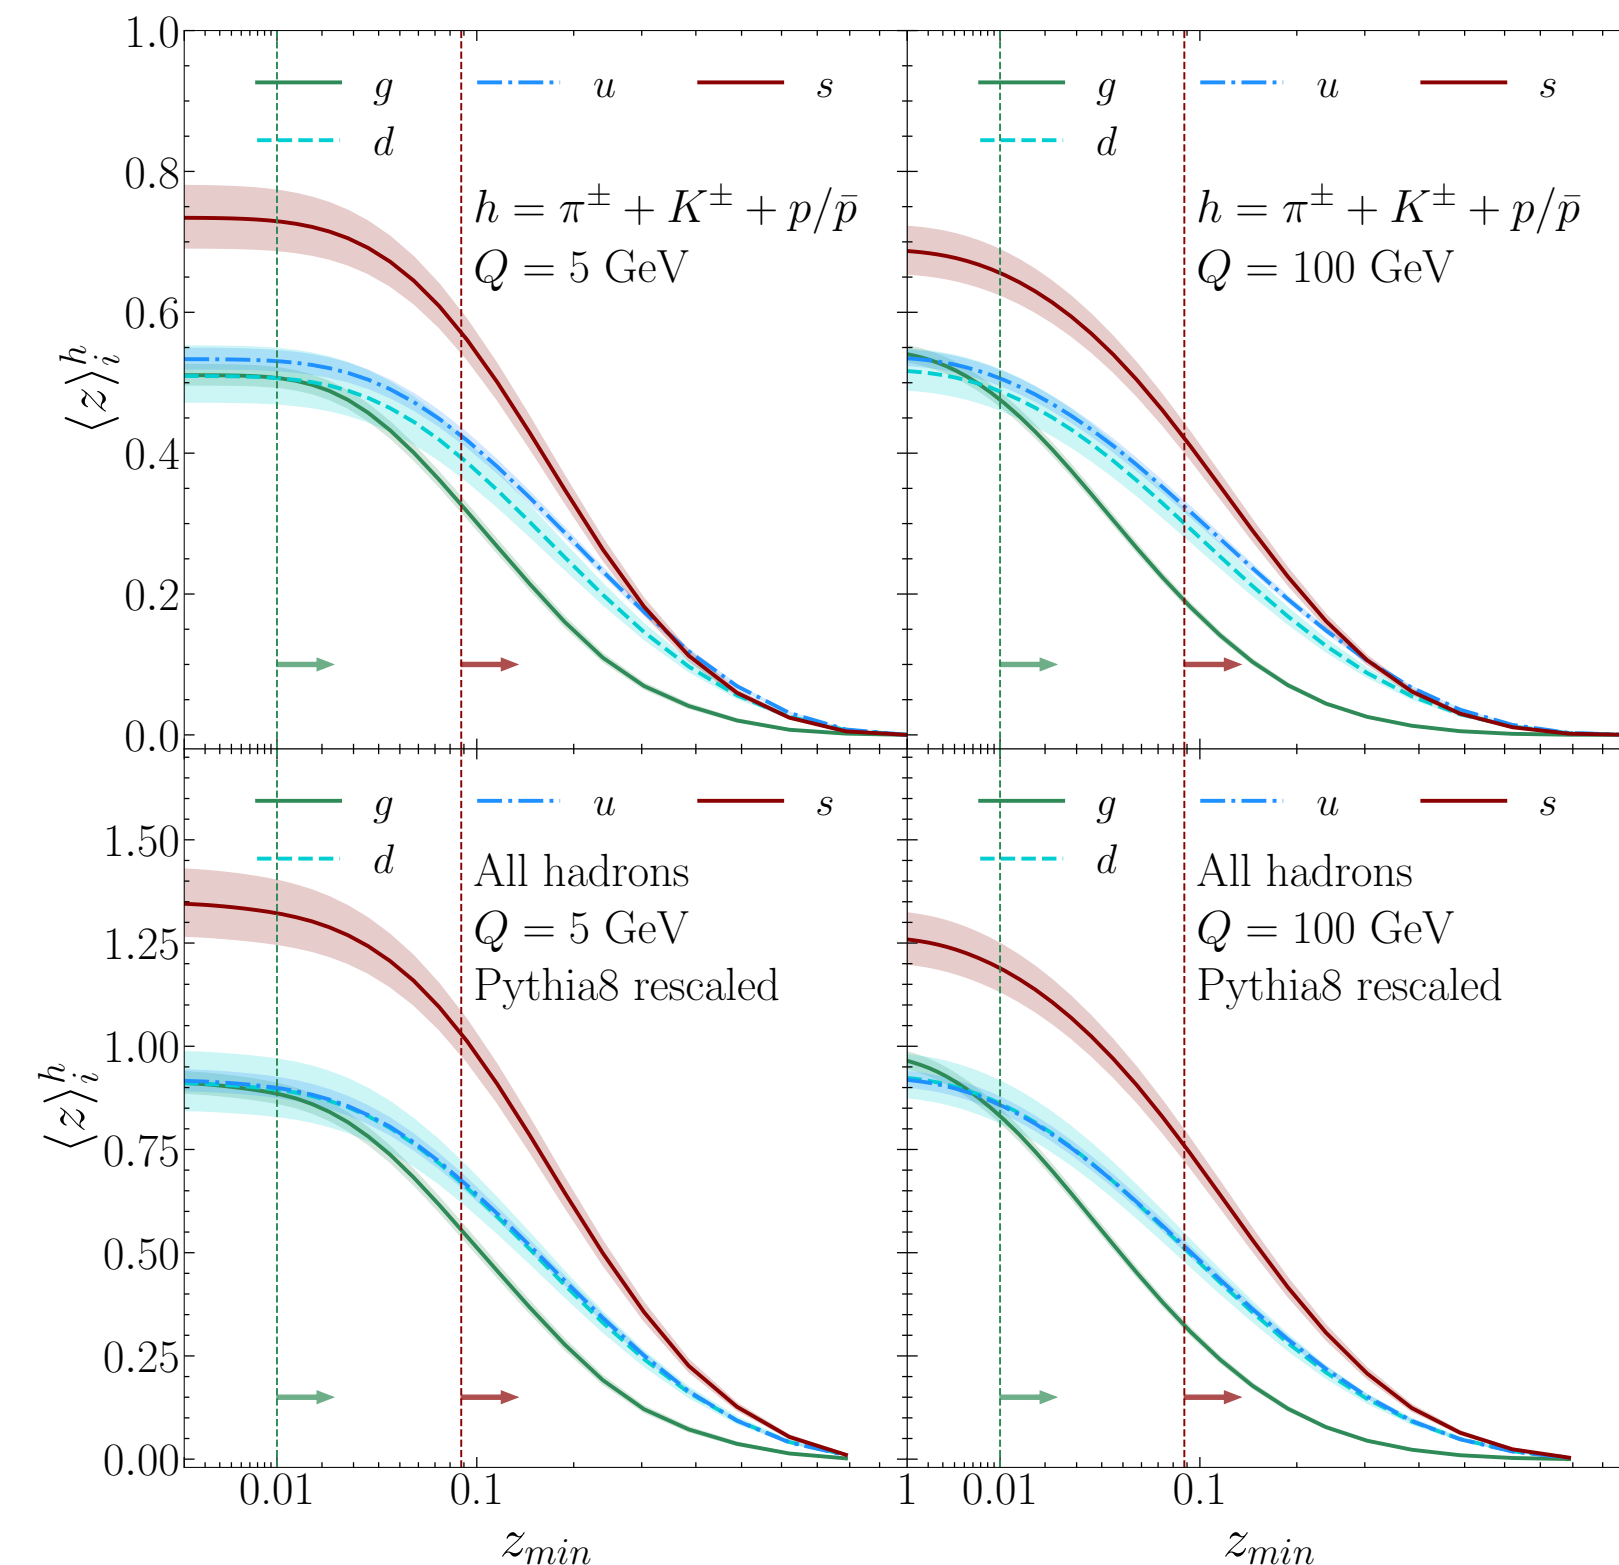 1.0
0.8
0.6
0.4
0.2
0.0
⟨z⟩ᵢʰ
g u s
d
h = π± + K± + p/p̄
Q = 5 GeV
g u s
d
h = π± + K± + p/p̄
Q = 100 GeV
1.50
1.25
1.00
0.75
0.50
0.25
0.00
⟨z⟩ᵢʰ
g u s
d
All hadrons
Q = 5 GeV
Pythia8 rescaled
g u s
d
All hadrons
Q = 100 GeV
Pythia8 rescaled
0.01 0.1 1 0.01 0.1
z_min z_min